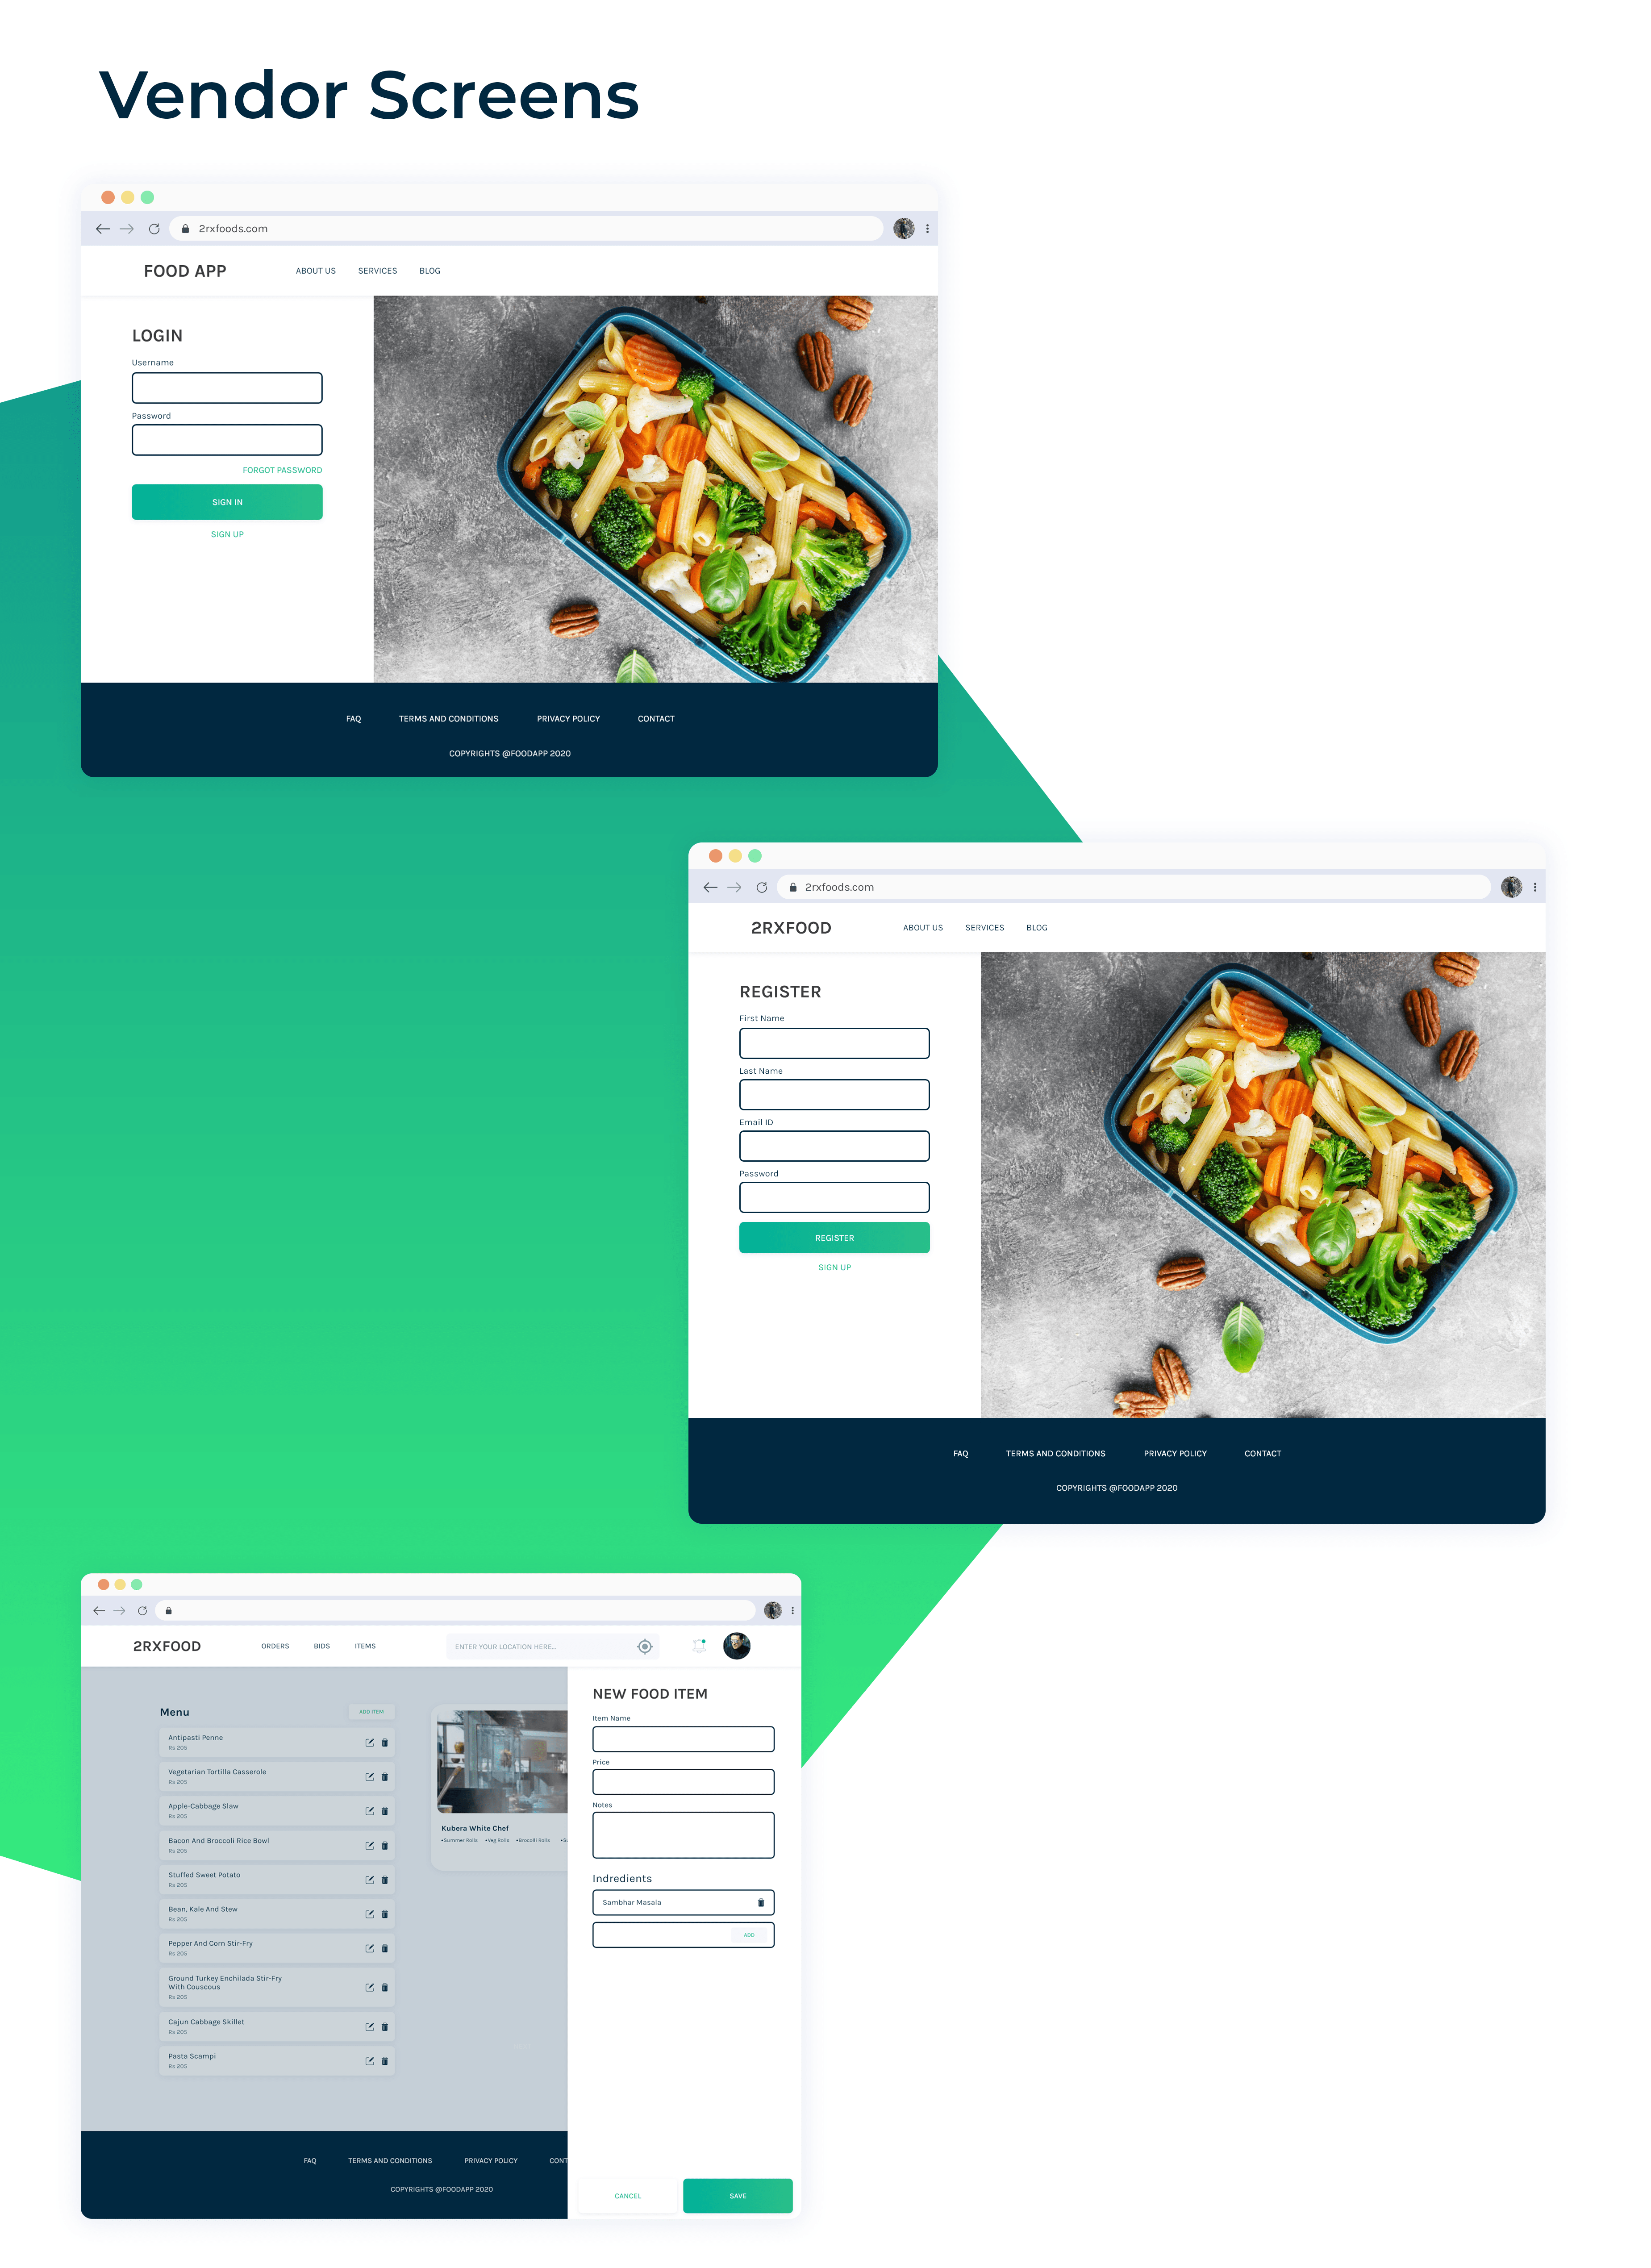 Vendor Screens
2rxfoods.com
FOOD APP ABOUT US SERVICES BLOG
LOGIN
Username
Password
FORGOT PASSWORD
SIGN IN
SIGN UP
FAQ TERMS AND CONDITIONS PRIVACY POLICY CONTACT
COPYRIGHTS @FOODAPP 2020
2rxfoods.com
2RXFOOD ABOUT US SERVICES BLOG
REGISTER
First Name
Last Name
Email ID
Password
REGISTER
SIGN UP
FAQ TERMS AND CONDITIONS PRIVACY POLICY CONTACT
COPYRIGHTS @FOODAPP 2020
2RXFOOD ORDERS BIDS ITEMS ENTER YOUR LOCATION HERE...
Menu ADD ITEM
Antipasti Penne
Rs 205
Vegetarian Tortilla Casserole
Rs 205
Apple-Cabbage Slaw
Rs 205
Bacon And Broccoli Rice Bowl
Rs 205
Stuffed Sweet Potato
Rs 205
Bean, Kale And Stew
Rs 205
Pepper And Corn Stir-Fry
Rs 205
Ground Turkey Enchilada Stir-Fry
With Couscous
Rs 205
Cajun Cabbage Skillet
Rs 205
Pasta Scampi
Rs 205
Kubera White Chef
•Summer Rolls •Veg Rolls •Brocolli Rolls
NEW FOOD ITEM
Item Name
Price
Notes
Indredients
Sambhar Masala
ADD
CANCEL SAVE
FAQ TERMS AND CONDITIONS PRIVACY POLICY CONT
COPYRIGHTS @FOODAPP 2020